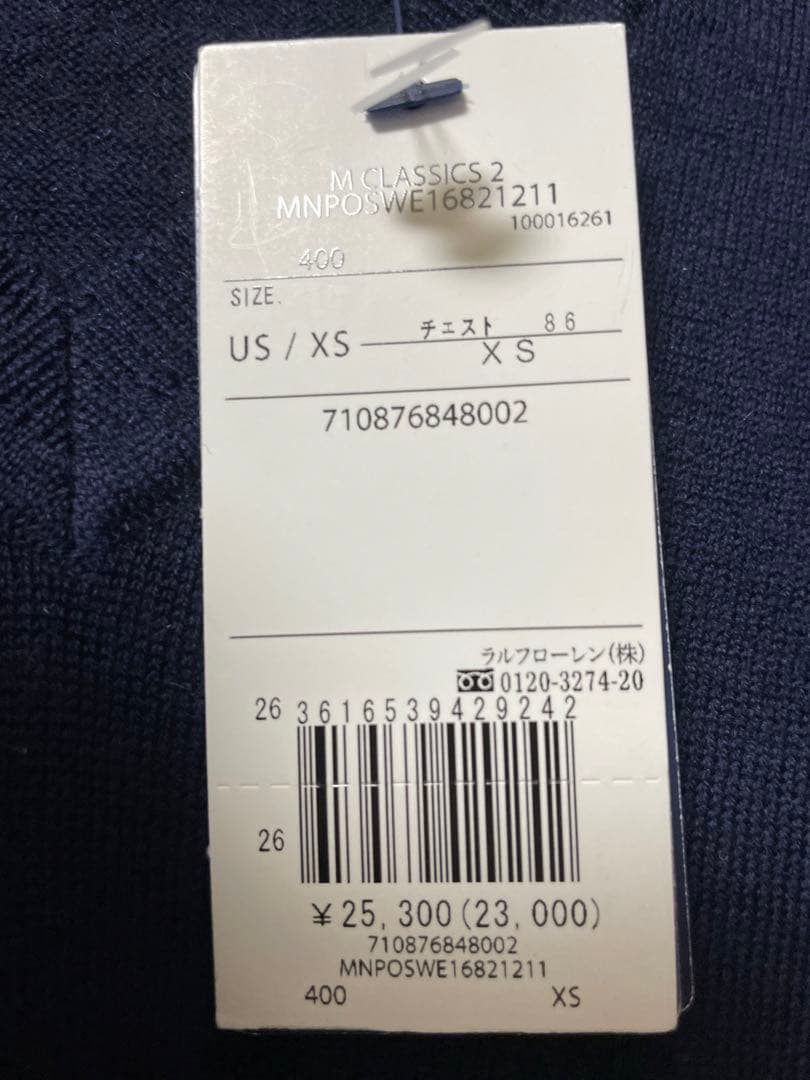 M CLASSICS 2
MNPOSWE16821211
100016261
400
SIZE.
チェスト 86
US / XS
XS
710876848002
ラルフローレン(株)
0120-3274-20
26 3616539429242
26
¥25,300(23,000)
710876848002
MNPOSWE16821211
400 XS